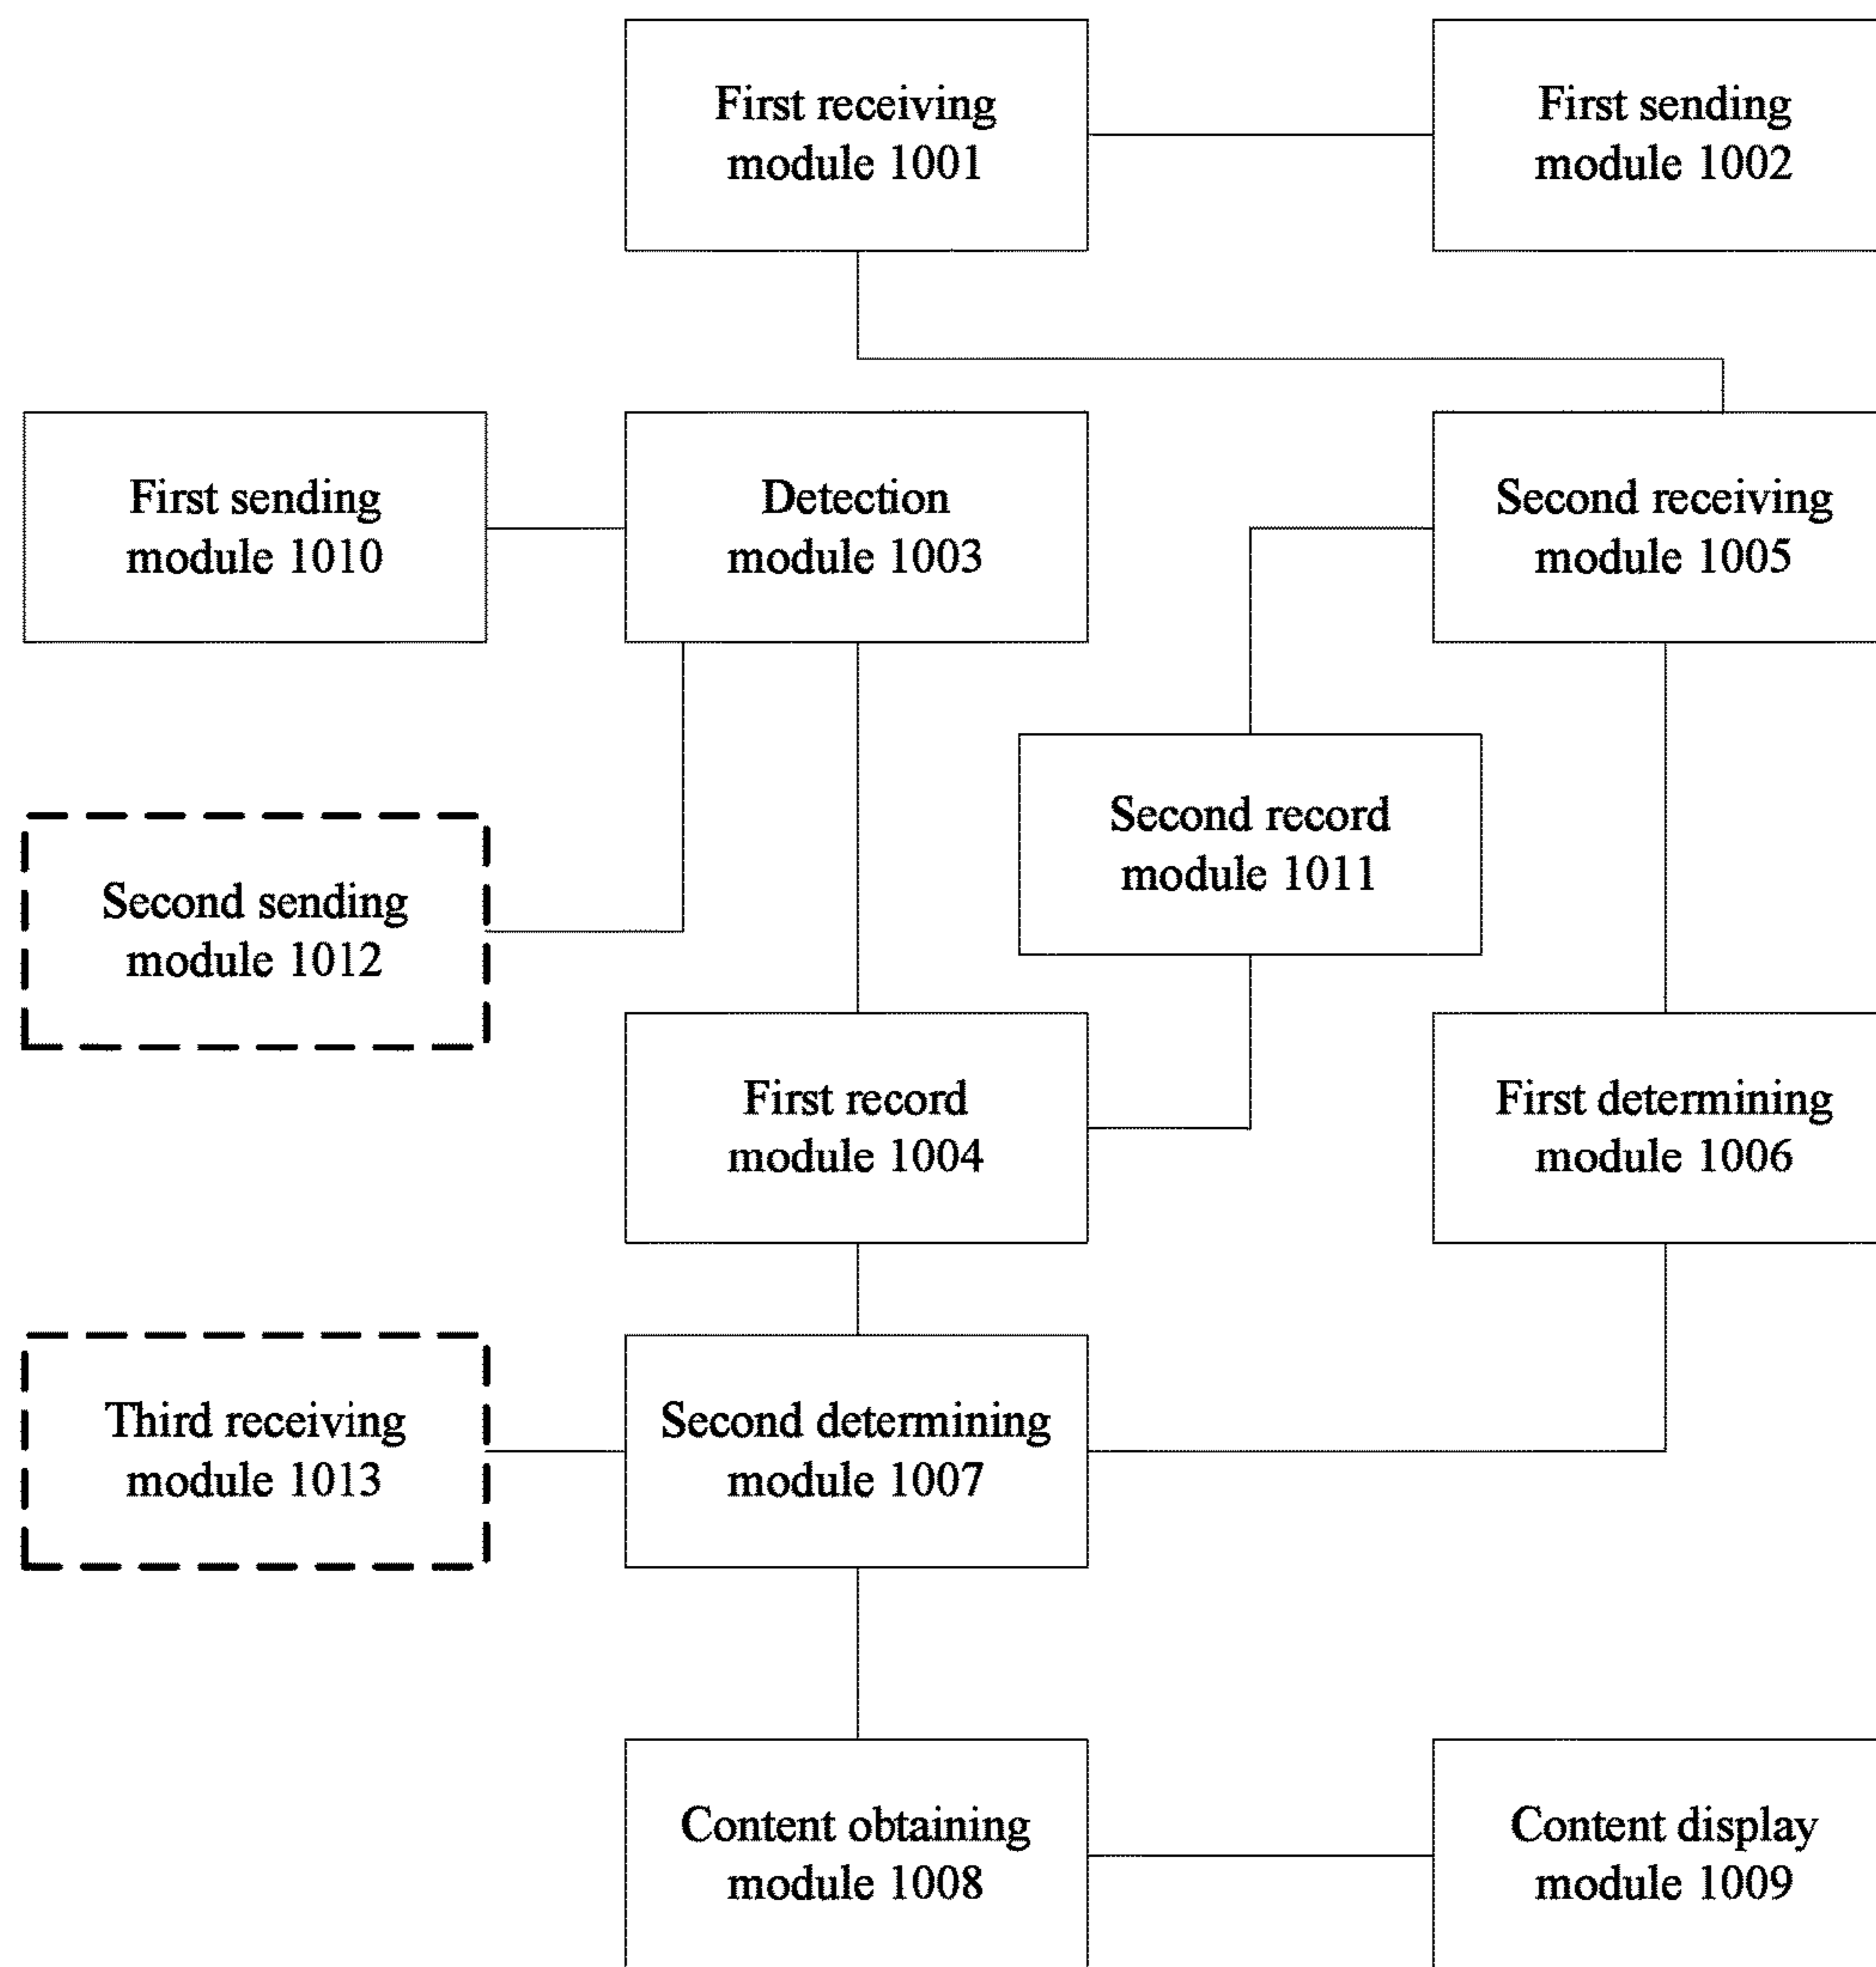 First receiving
module 1001
First sending
module 1002
First sending
module 1010
Detection
module 1003
Second receiving
module 1005
Second record
module 1011
Second sending
module 1012
First record
module 1004
First determining
module 1006
Third receiving
module 1013
Second determining
module 1007
Content obtaining
module 1008
Content display
module 1009